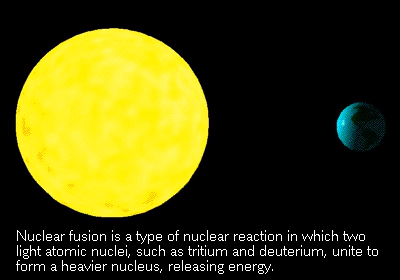 Nuclear fusion is a type of nuclear reaction in which two
light atomic nuclei, such as tritium and deuterium, unite to
form a heavier nucleus, releasing energy.